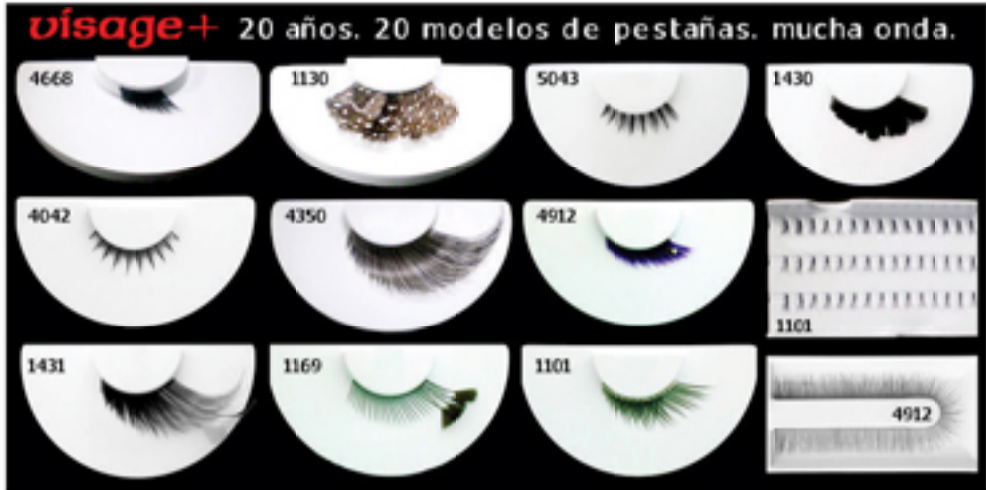 vísage+ 20 años. 20 modelos de pestañas. mucha onda.
4668 1130 5043 1430
4042 4350 4912 1101
1431 1169 1101 4912